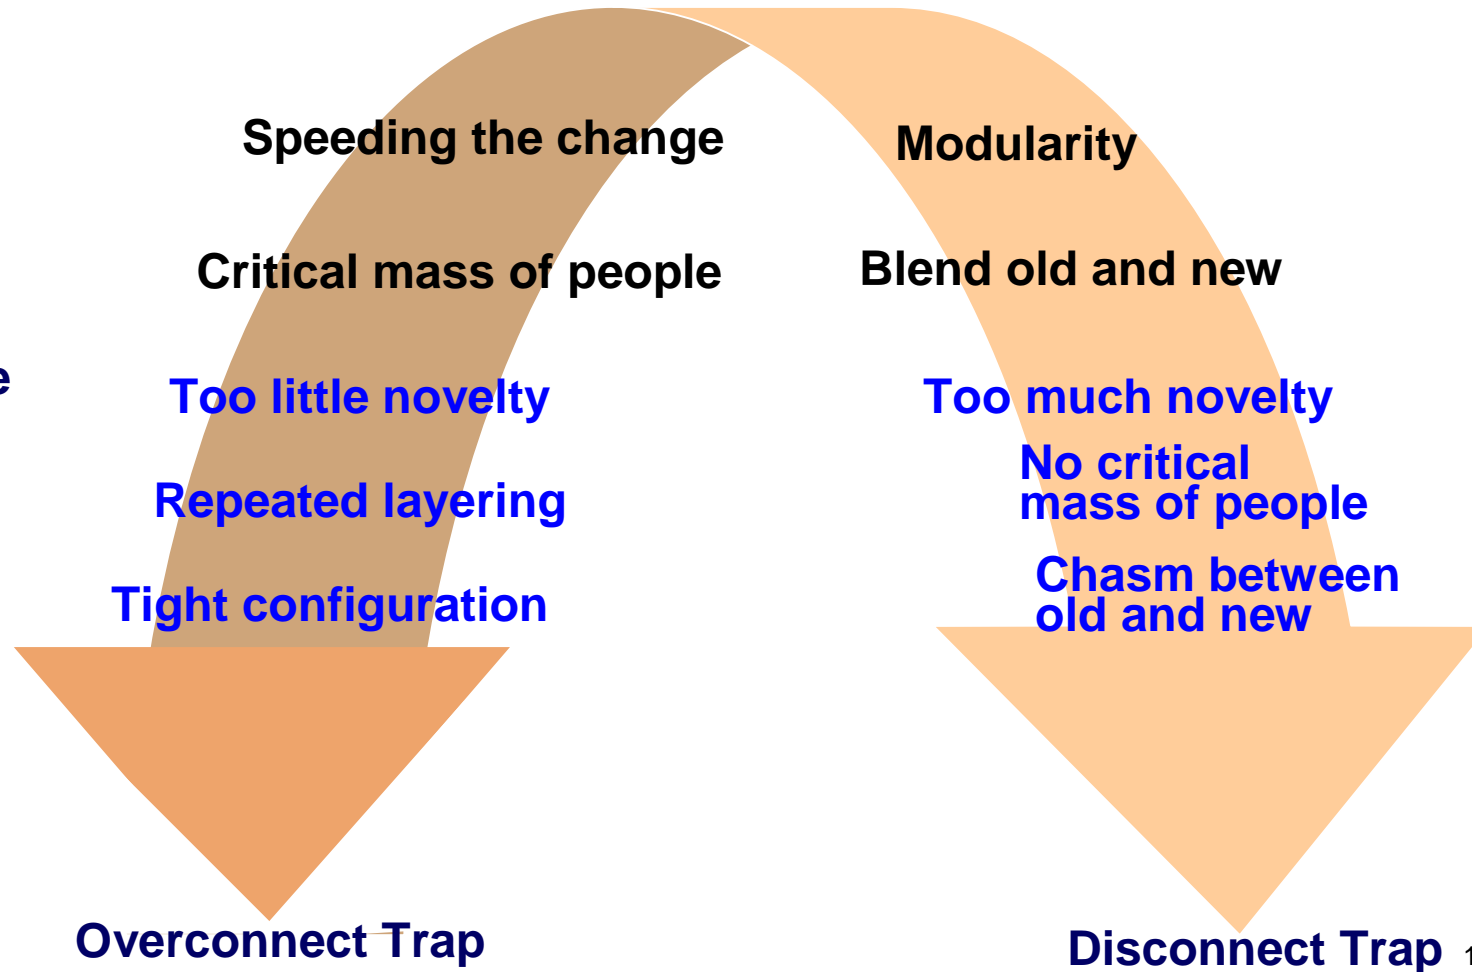 Speeding the change
Critical mass of people
e
Too little novelty
Repeated layering
Tight configuration
Overconnect Trap
Modularity
Blend old and new
Too much novelty
No critical
mass of people
Chasm between
old and new
Disconnect Trap
1